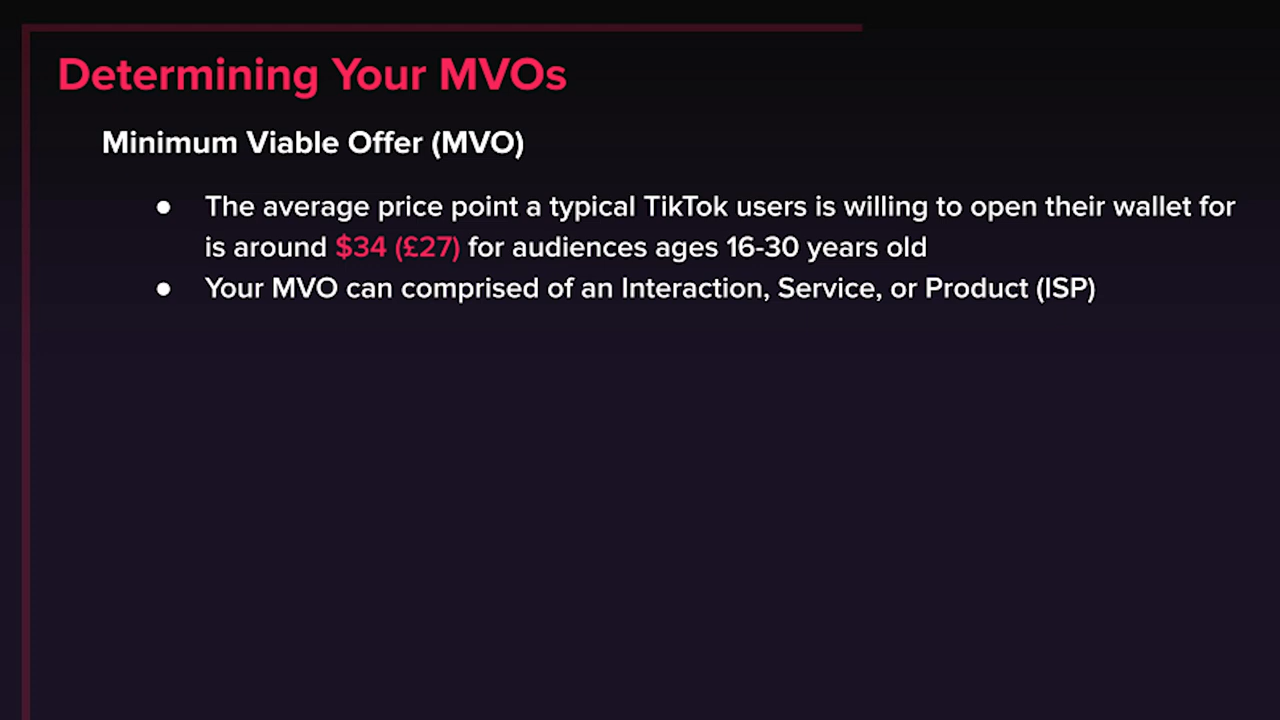 Determining Your MVOs
Minimum Viable Offer (MVO)
● The average price point a typical TikTok users is willing to open their wallet for
is around $34 (£27) for audiences ages 16-30 years old
● Your MVO can comprised of an Interaction, Service, or Product (ISP)